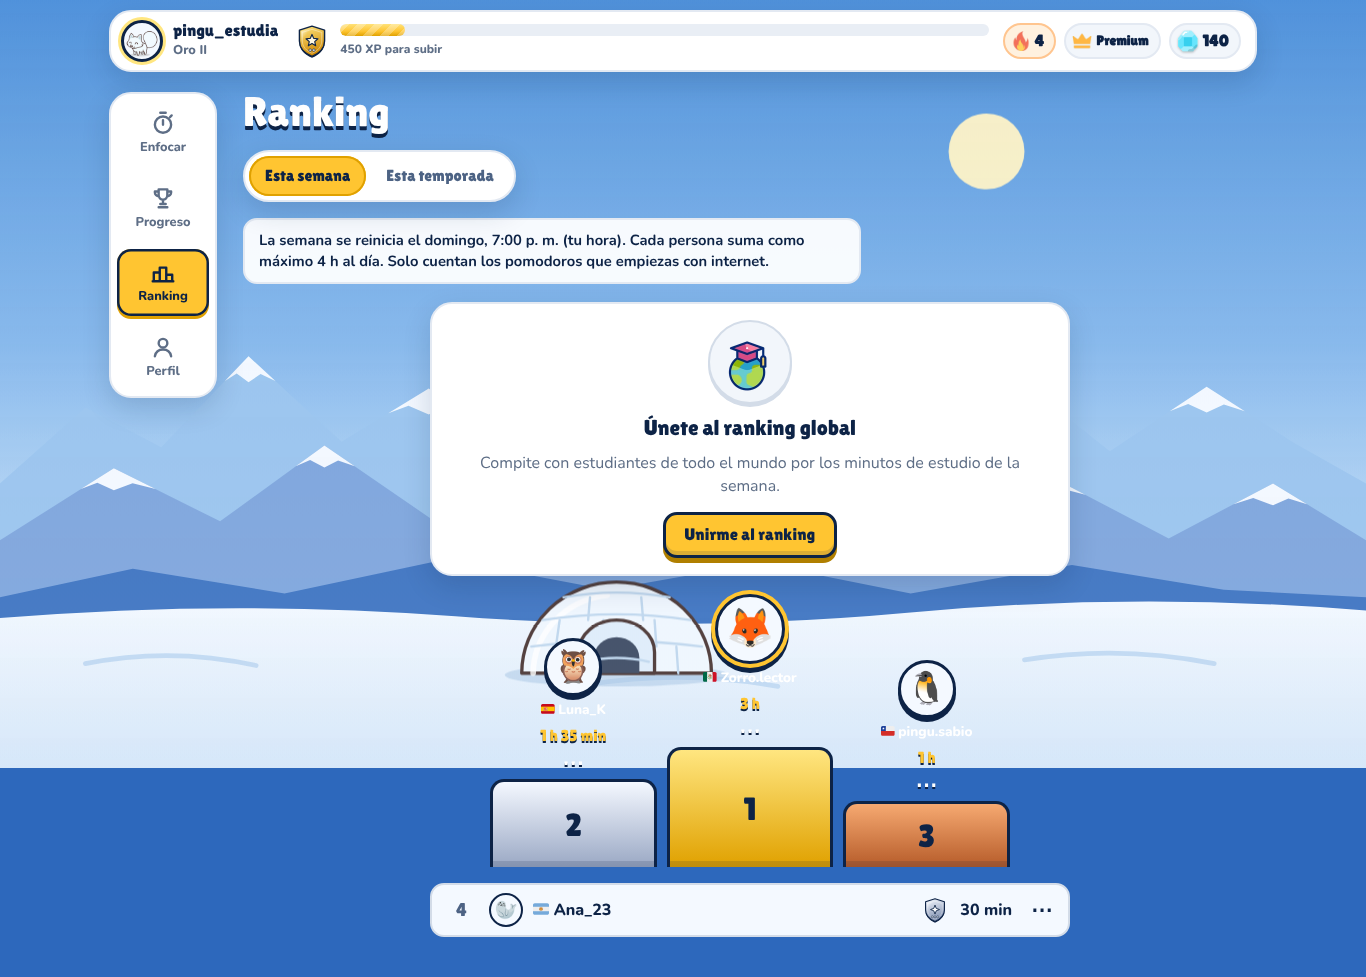 pingu_estudia
Oro II
450 XP para subir
4
Premium
140
Enfocar
Progreso
Ranking
Perfil
Ranking
Esta semana
Esta temporada
La semana se reinicia el domingo, 7:00 p. m. (tu hora). Cada persona suma como
máximo 4 h al día. Solo cuentan los pomodoros que empiezas con internet.
Únete al ranking global
Compite con estudiantes de todo el mundo por los minutos de estudio de la
semana.
Unirme al ranking
Luna_K
1 h 35 min
...
2
Zorro.lector
3 h
...
1
pingu.sabio
1 h
...
3
4 Ana_23 30 min ...